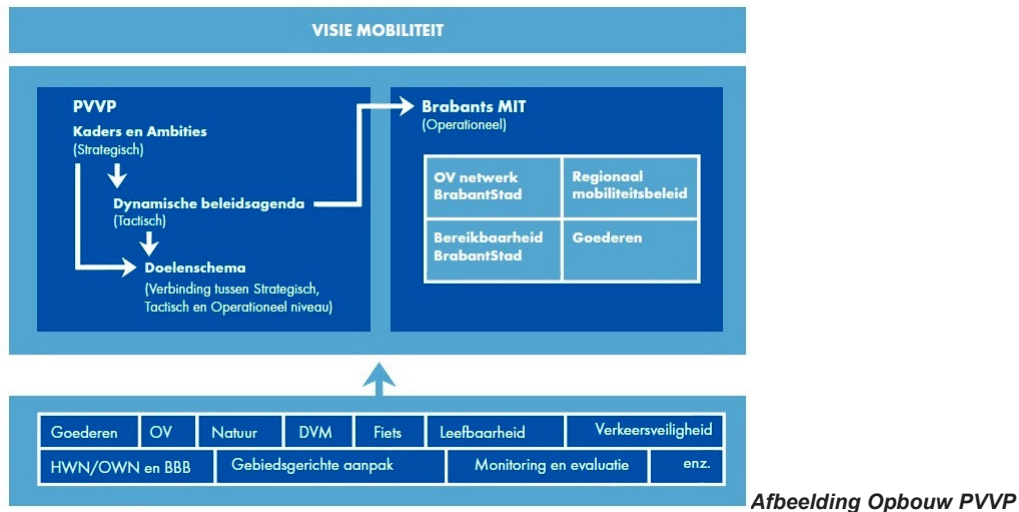 VISIE MOBILITEIT
PVVP
Kaders en Ambities
(Strategisch)
Dynamische beleidsagenda
(Tactisch)
Doelenschema
(Verbinding tussen Strategisch,
Tactisch en Operationeel niveau)
Brabants MIT
(Operationeel)
OV netwerk
BrabantStad
Regionaal
mobiliteitsbeleid
Bereikbaarheid
BrabantStad
Goederen
Goederen
OV
Natuur
DVM
Fiets
Leefbaarheid
Verkeersveiligheid
HWN/OWN en BBB
Gebiedsgerichte aanpak
Monitoring en evaluatie
enz.
Afbeelding Opbouw PVVP